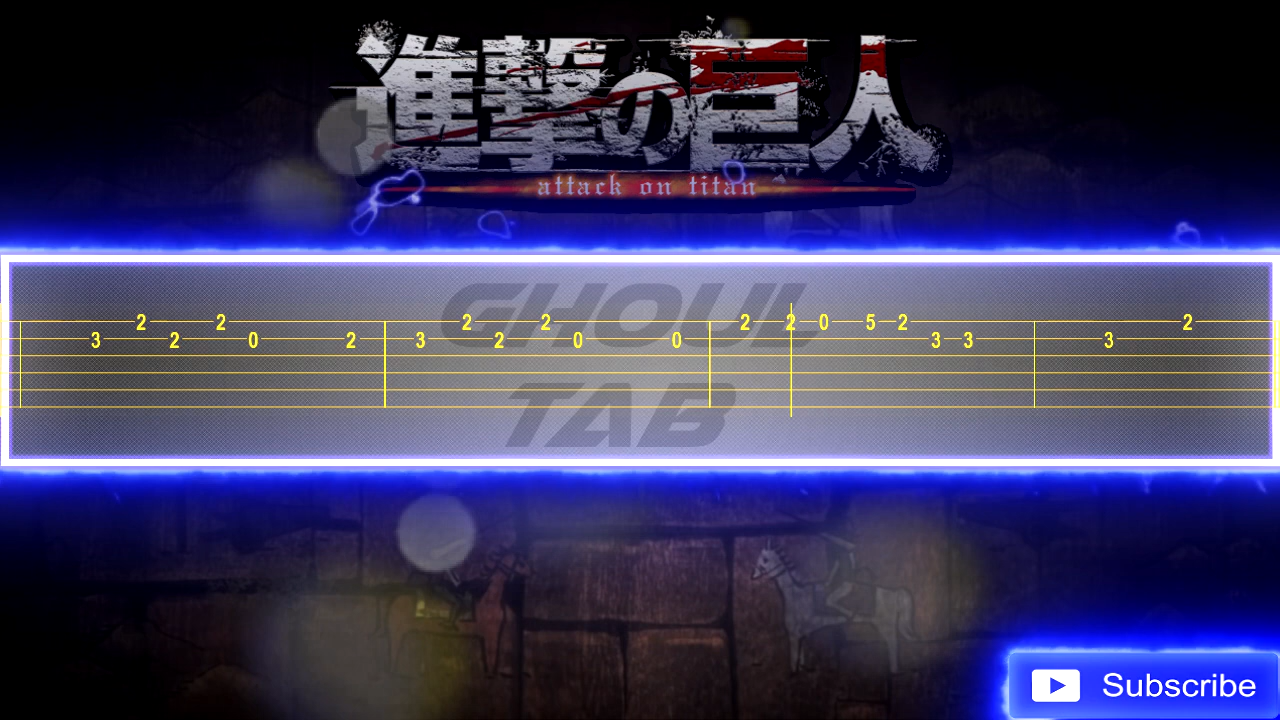 進撃の巨人
attack on titan
GHOUL
2 2 2 2 2 2 0 5 2 2
3 2 0 2 3 2 0 0 3 3 3
TAB
Subscribe